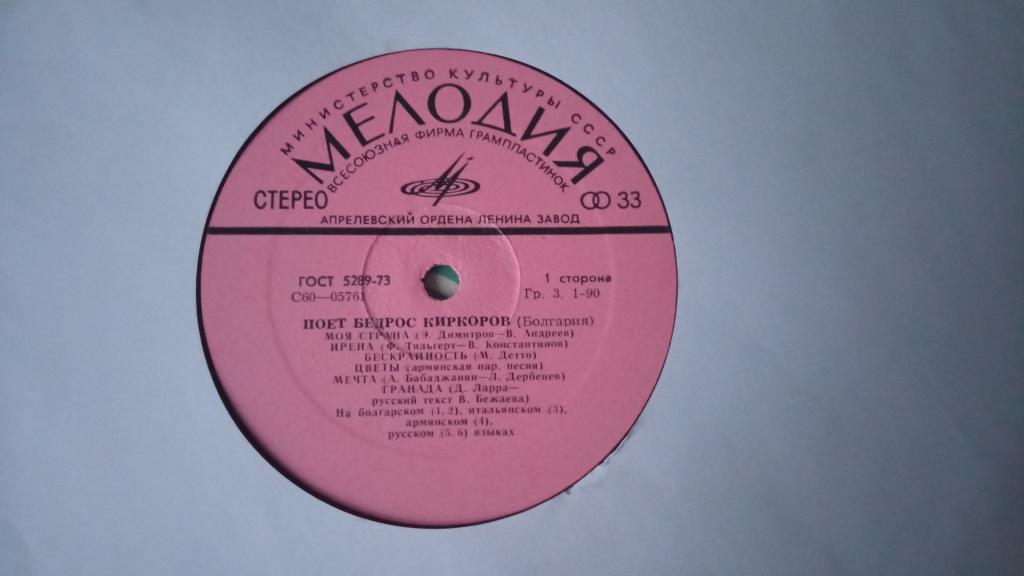 МИНИСТЕРСТВО КУЛЬТУРЫ СССР
МЕЛОДИЯ
ВСЕСОЮЗНАЯ ФИРМА ГРАМПЛАСТИНОК
СТЕРЕО 33
АПРЕЛЕВСКИЙ ОРДЕНА ЛЕНИНА ЗАВОД
ГОСТ 5289-73 1 сторона
С60—05761 Гр. 3. 1-90
ПОЕТ БЕДРОС КИРКОРОВ (Болгария)
МОЯ СТРАНА (Э. Димитров—В. Андреев)
ИРЕНА (Ф. Тильгерт—В. Константинов)
БЕСКРАЙНОСТЬ (М. Детто)
ЦВЕТЫ (армянская нар. песня)
МЕЧТА (А. Бабаджанян—Л. Дербенев)
ГРАНАДА (Д. Ларра—
русский текст В. Бежаева)
На болгарском (1, 2), итальянском (3),
армянском (4),
русском (5, 6) языках